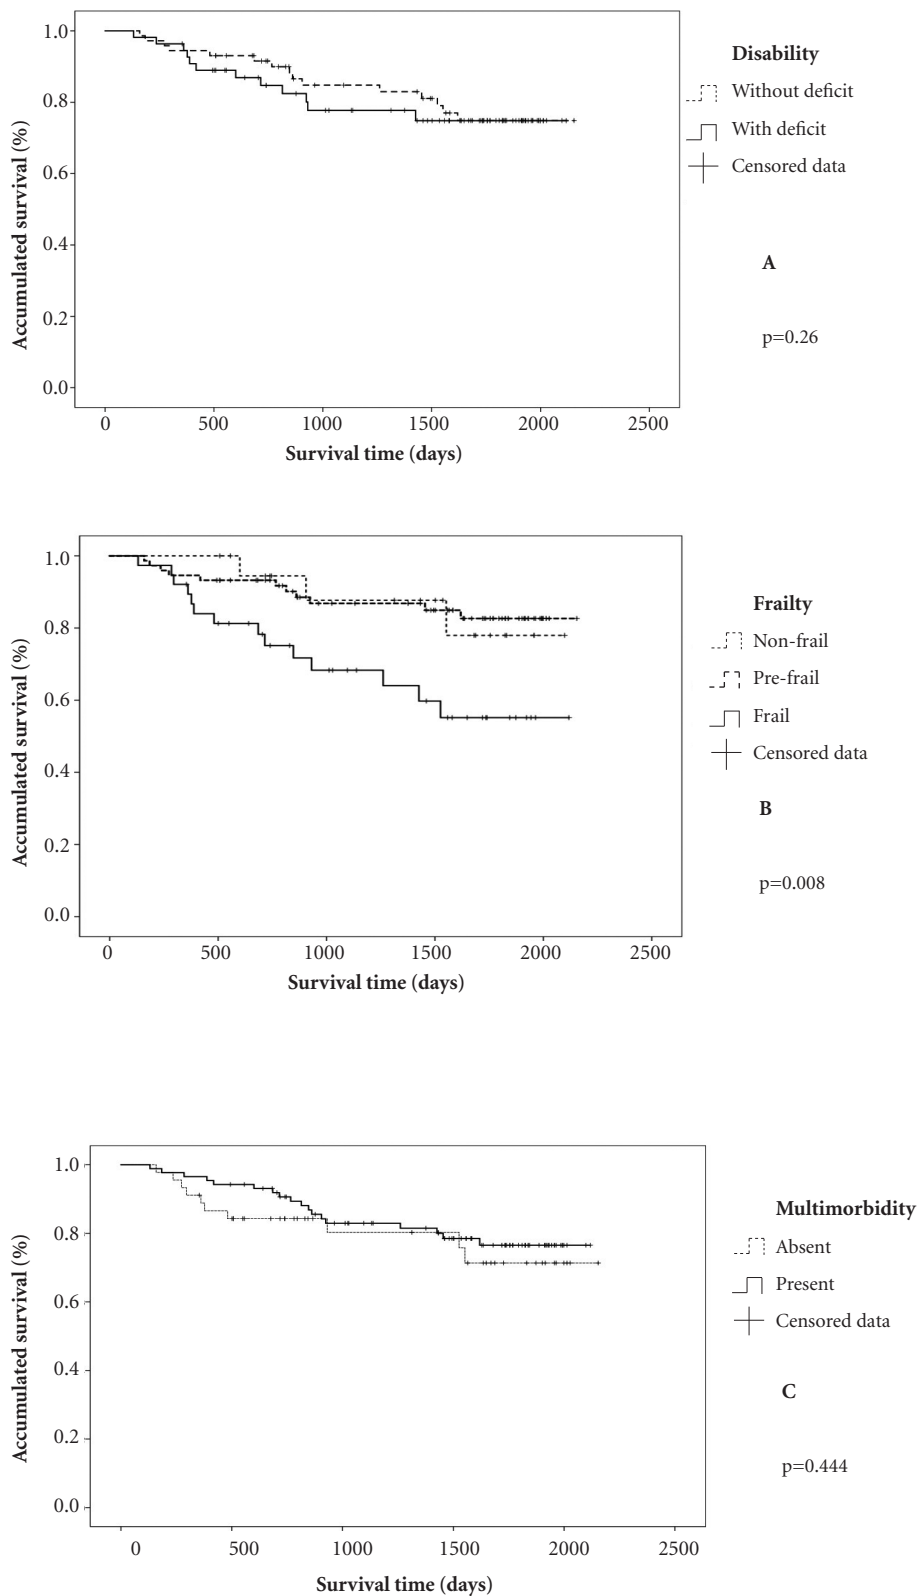 1.0
0.8
0.6
0.4
0.2
0.0
Accumulated survival (%)
0 500 1000 1500 2000 2500
Survival time (days)
Disability
Without deficit
With deficit
Censored data
A
p=0.26
1.0
0.8
0.6
0.4
0.2
0.0
Accumulated survival (%)
0 500 1000 1500 2000 2500
Survival time (days)
Frailty
Non-frail
Pre-frail
Frail
Censored data
B
p=0.008
1.0
0.8
0.6
0.4
0.2
0.0
Accumulated survival (%)
0 500 1000 1500 2000 2500
Survival time (days)
Multimorbidity
Absent
Present
Censored data
C
p=0.444